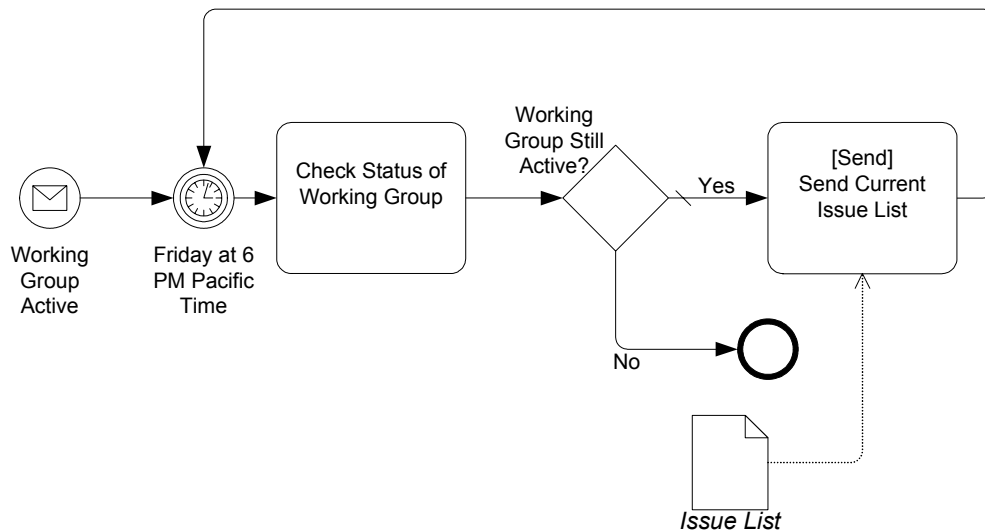 Working
Group
Active
Friday at 6
PM Pacific
Time
Check Status of
Working Group
Working
Group Still
Active?
Yes
No
[Send]
Send Current
Issue List
Issue List